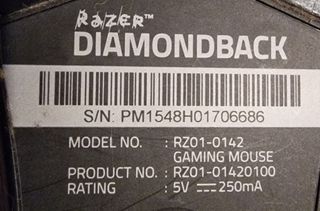 RAZER™
DIAMONDBACK
S/N: PM1548H01706686
MODEL NO. : RZ01-0142
GAMING MOUSE
PRODUCT NO. : RZ01-01420100
RATING : 5V ⎓ 250mA